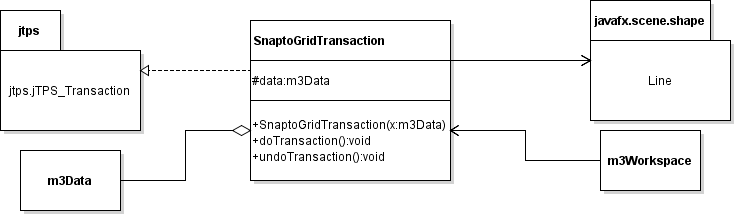 jtps
jtps.jTPS_Transaction
SnaptoGridTransaction
#data:m3Data
+SnaptoGridTransaction(x:m3Data)
+doTransaction():void
+undoTransaction():void
javafx.scene.shape
Line
m3Data
m3Workspace